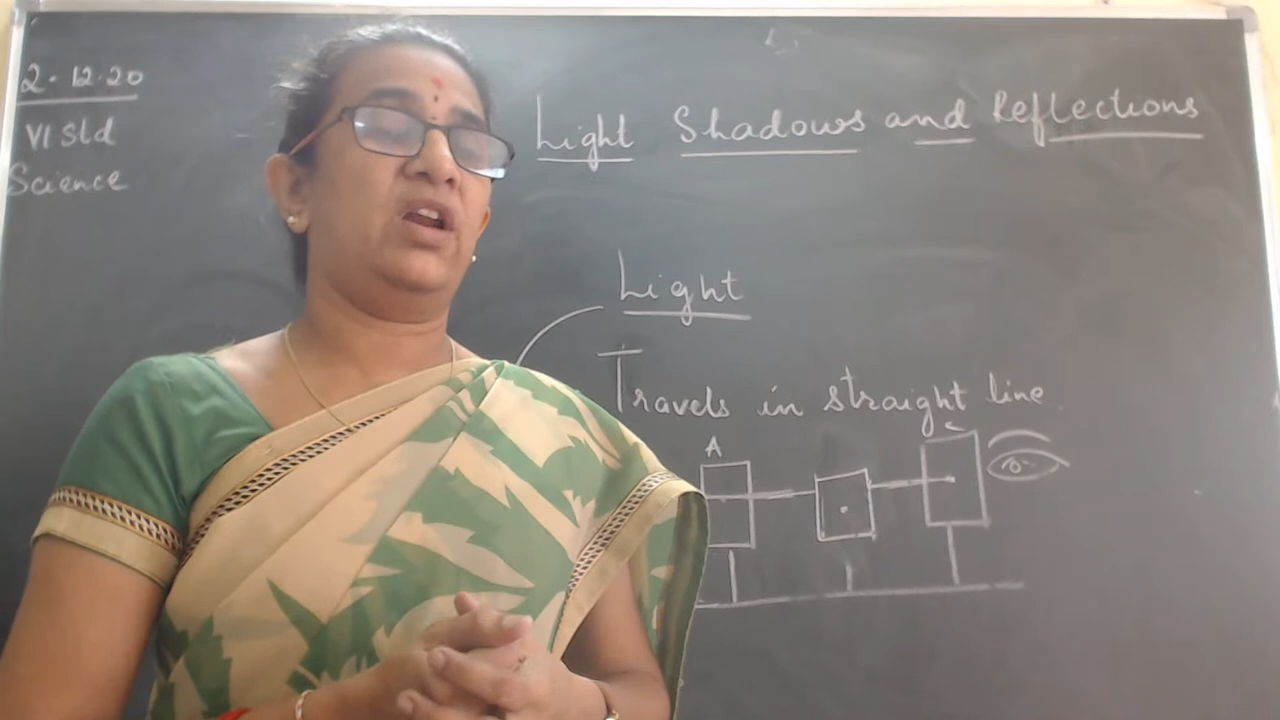 2.12.20
VI Std
Science
Light Shadows and Reflections
Light
Travels in straight line
A
C